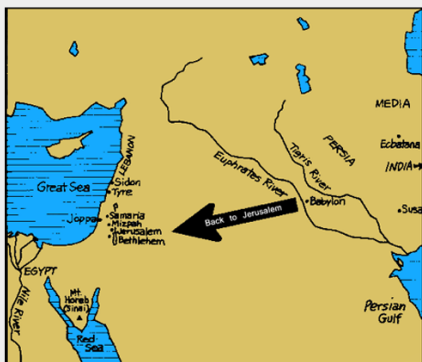 MEDIA
Ecbatana
INDIA
PERSIA
Tigris River
Euphrates River
LEBANON
Great Sea
Sidon
Tyre
Samaria
Joppa
Mizpah
Jerusalem
Bethlehem
Back to Jerusalem
Babylon
Susa
EGYPT
Nile River
Mt.
Horeb
(Sinai)
Red
Sea
Persian
Gulf